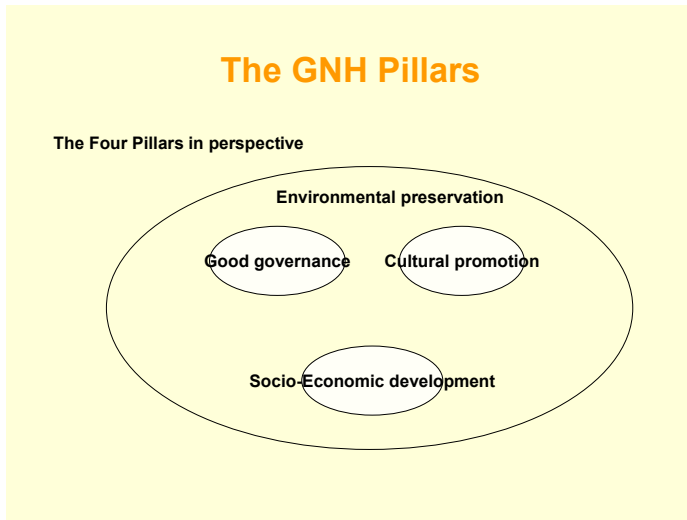 The GNH Pillars
The Four Pillars in perspective
Environmental preservation
Good governance
Cultural promotion
Socio-Economic development